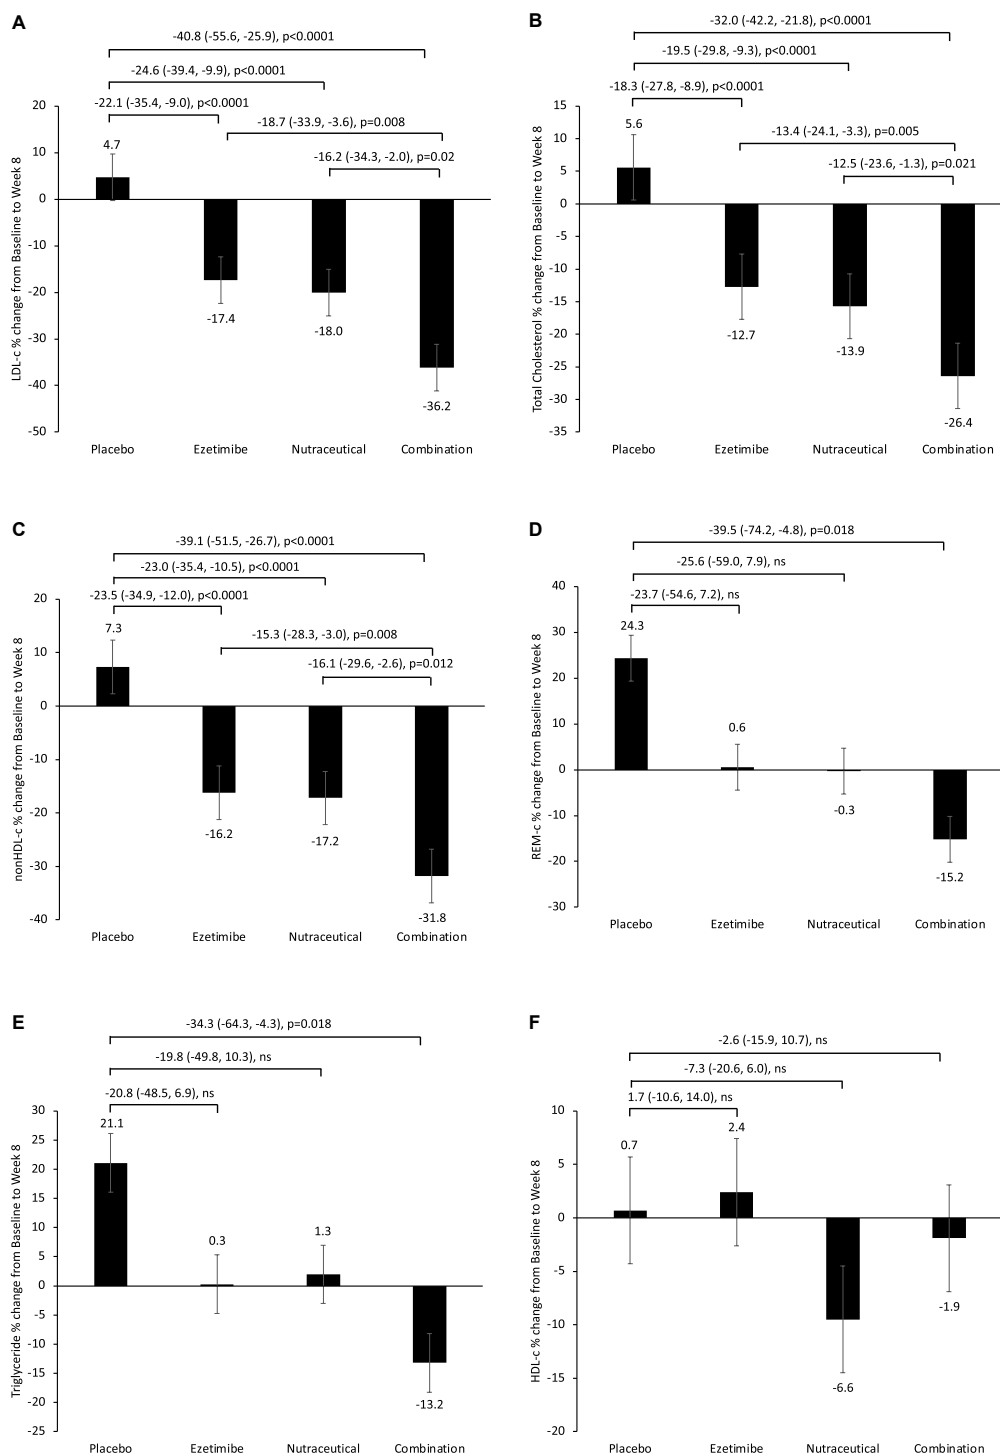 A
-40.8 (-55.6, -25.9), p<0.0001
-24.6 (-39.4, -9.9), p<0.0001
-22.1 (-35.4, -9.0), p<0.0001
-18.7 (-33.9, -3.6), p=0.008
-16.2 (-34.3, -2.0), p=0.02
LDL-c % change from Baseline to Week 8
20
10
0
-10
-20
-30
-40
-50
4.7
-17.4
-18.0
-36.2
Placebo Ezetimibe Nutraceutical Combination
B
-32.0 (-42.2, -21.8), p<0.0001
-19.5 (-29.8, -9.3), p<0.0001
-18.3 (-27.8, -8.9), p<0.0001
-13.4 (-24.1, -3.3), p=0.005
-12.5 (-23.6, -1.3), p=0.021
Total Cholesterol % change from Baseline to Week 8
15
10
5
0
-5
-10
-15
-20
-25
-30
-35
5.6
-12.7
-13.9
-26.4
Placebo Ezetimibe Nutraceutical Combination
C
-39.1 (-51.5, -26.7), p<0.0001
-23.0 (-35.4, -10.5), p<0.0001
-23.5 (-34.9, -12.0), p<0.0001
-15.3 (-28.3, -3.0), p=0.008
-16.1 (-29.6, -2.6), p=0.012
nonHDL-c % change from Baseline to Week 8
20
10
0
-10
-20
-30
-40
7.3
-16.2
-17.2
-31.8
Placebo Ezetimibe Nutraceutical Combination
D
-39.5 (-74.2, -4.8), p=0.018
-25.6 (-59.0, 7.9), ns
-23.7 (-54.6, 7.2), ns
REM-c % change from Baseline to Week 8
40
30
20
10
0
-10
-20
-30
24.3
0.6
-0.3
-15.2
Placebo Ezetimibe Nutraceutical Combination
E
-34.3 (-64.3, -4.3), p=0.018
-19.8 (-49.8, 10.3), ns
-20.8 (-48.5, 6.9), ns
Triglyceride % change from Baseline to Week 8
30
25
20
15
10
5
0
-5
-10
-15
-20
-25
21.1
0.3
1.3
-13.2
Placebo Ezetimibe Nutraceutical Combination
F
-2.6 (-15.9, 10.7), ns
-7.3 (-20.6, 6.0), ns
1.7 (-10.6, 14.0), ns
HDL-c % change from Baseline to Week 8
10
5
0
-5
-10
-15
-20
0.7
2.4
-6.6
-1.9
Placebo Ezetimibe Nutraceutical Combination